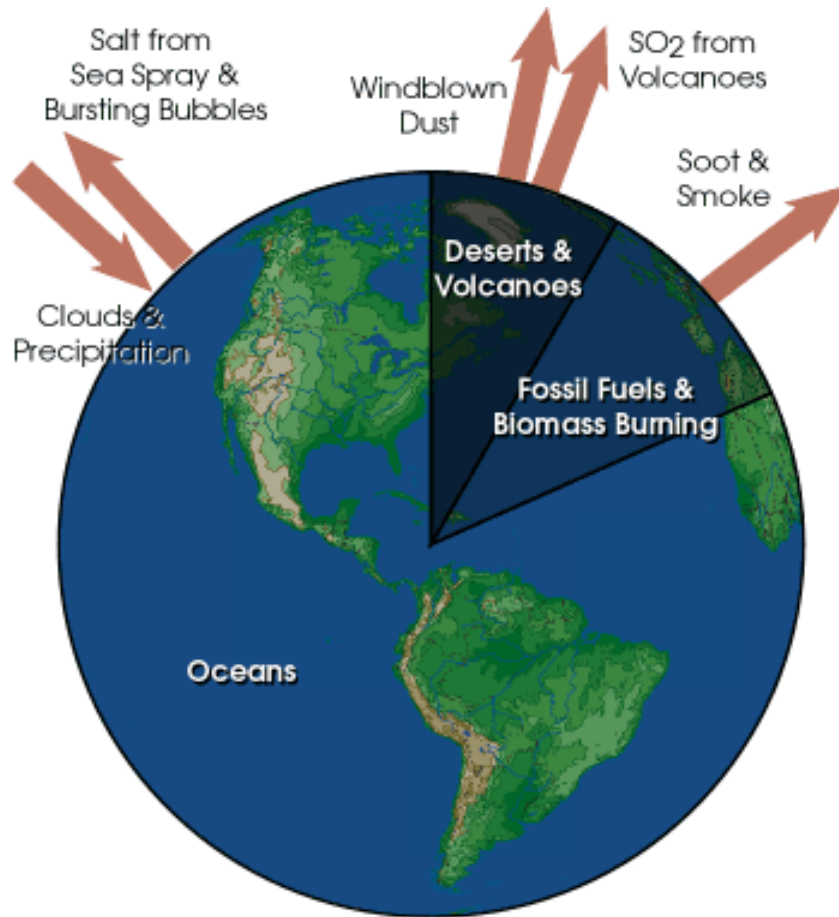 Salt from
Sea Spray &
Bursting Bubbles
Windblown
Dust
SO2 from
Volcanoes
Soot &
Smoke
Clouds &
Precipitation
Deserts &
Volcanoes
Fossil Fuels &
Biomass Burning
Oceans